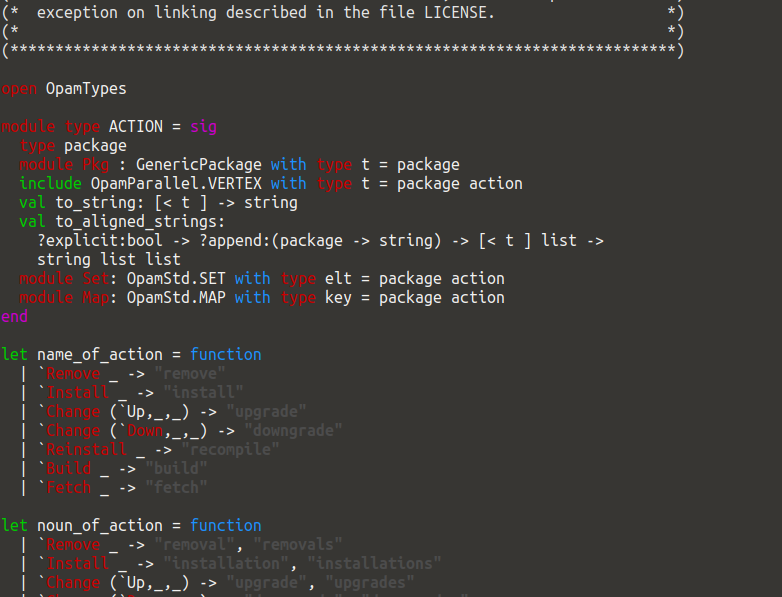 (*  exception on linking described in the file LICENSE.                   *)
(*                                                                        *)
(**************************************************************************)

open OpamTypes

module type ACTION = sig
  type package
  module Pkg : GenericPackage with type t = package
  include OpamParallel.VERTEX with type t = package action
  val to_string: [< t ] -> string
  val to_aligned_strings:
    ?explicit:bool -> ?append:(package -> string) -> [< t ] list ->
    string list list
  module Set: OpamStd.SET with type elt = package action
  module Map: OpamStd.MAP with type key = package action
end

let name_of_action = function
  | `Remove _ -> "remove"
  | `Install _ -> "install"
  | `Change (`Up,_,_) -> "upgrade"
  | `Change (`Down,_,_) -> "downgrade"
  | `Reinstall _ -> "recompile"
  | `Build _ -> "build"
  | `Fetch _ -> "fetch"

let noun_of_action = function
  | `Remove _ -> "removal", "removals"
  | `Install _ -> "installation", "installations"
  | `Change (`Up,_,_) -> "upgrade", "upgrades"